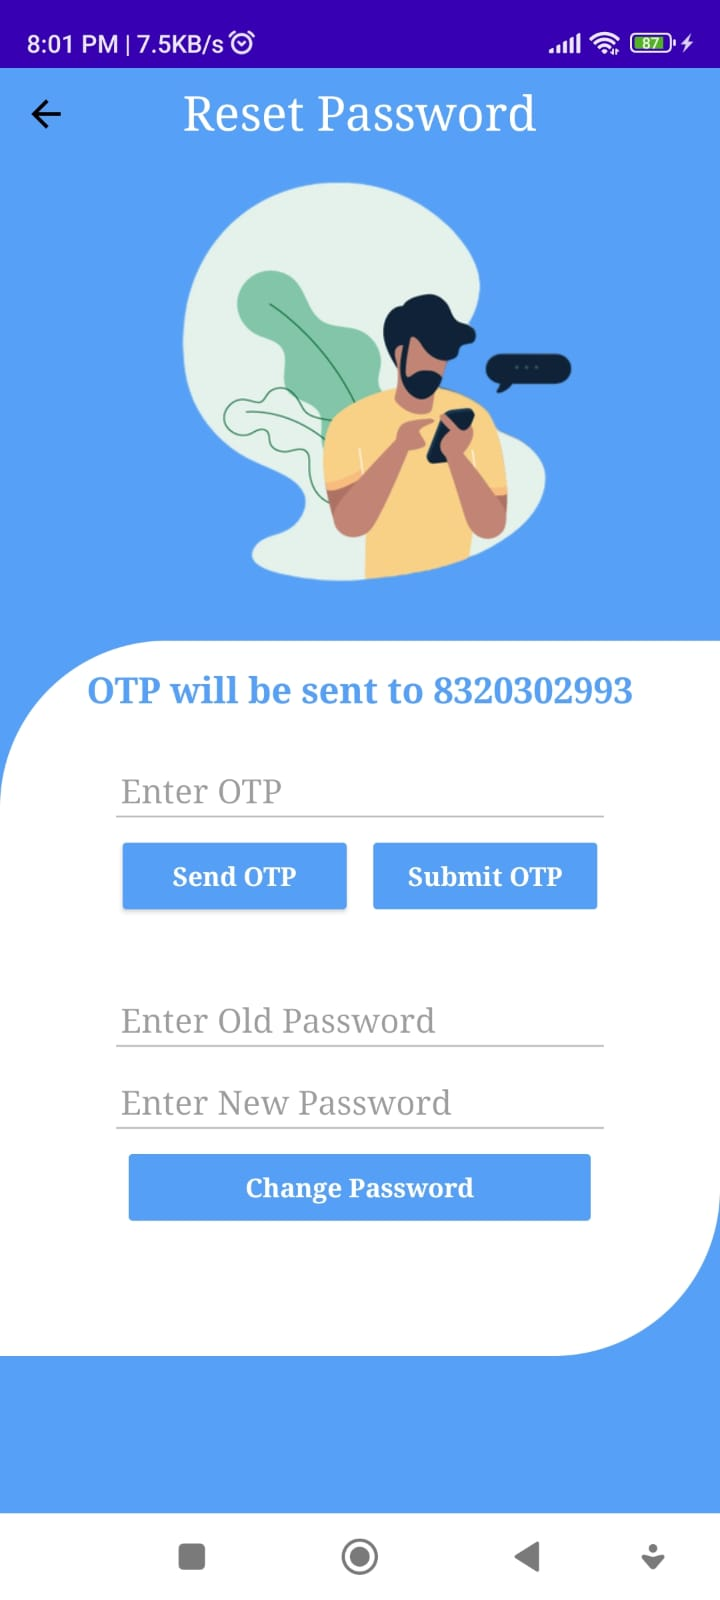 8:01 PM | 7.5KB/s
87
Reset Password
OTP will be sent to 8320302993
Enter OTP
Send OTP
Submit OTP
Enter Old Password
Enter New Password
Change Password